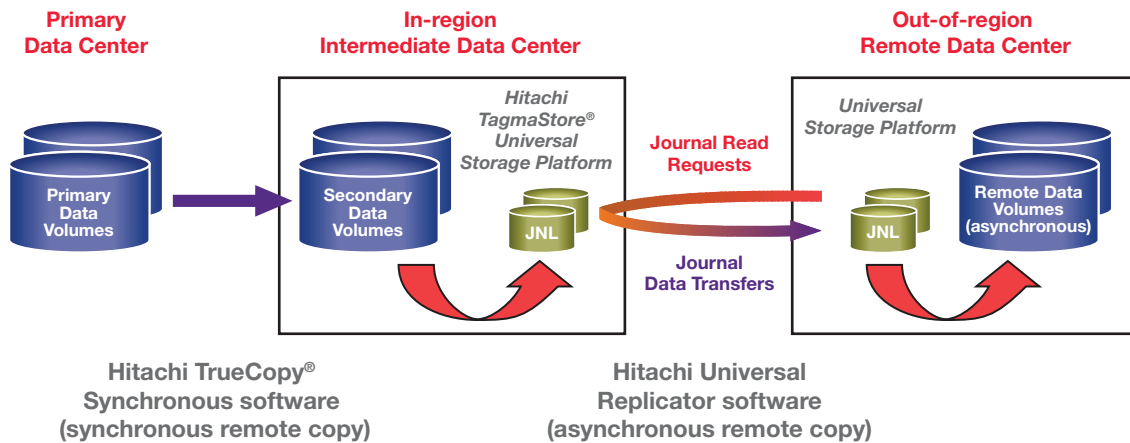 Primary
Data Center
In-region
Intermediate Data Center
Out-of-region
Remote Data Center
Primary
Data
Volumes
Secondary
Data
Volumes
Hitachi
TagmaStore®
Universal
Storage Platform
JNL
Journal Read
Requests
Journal
Data Transfers
Universal
Storage Platform
JNL
Remote Data
Volumes
(asynchronous)
Hitachi TrueCopy®
Synchronous software
(synchronous remote copy)
Hitachi Universal
Replicator software
(asynchronous remote copy)